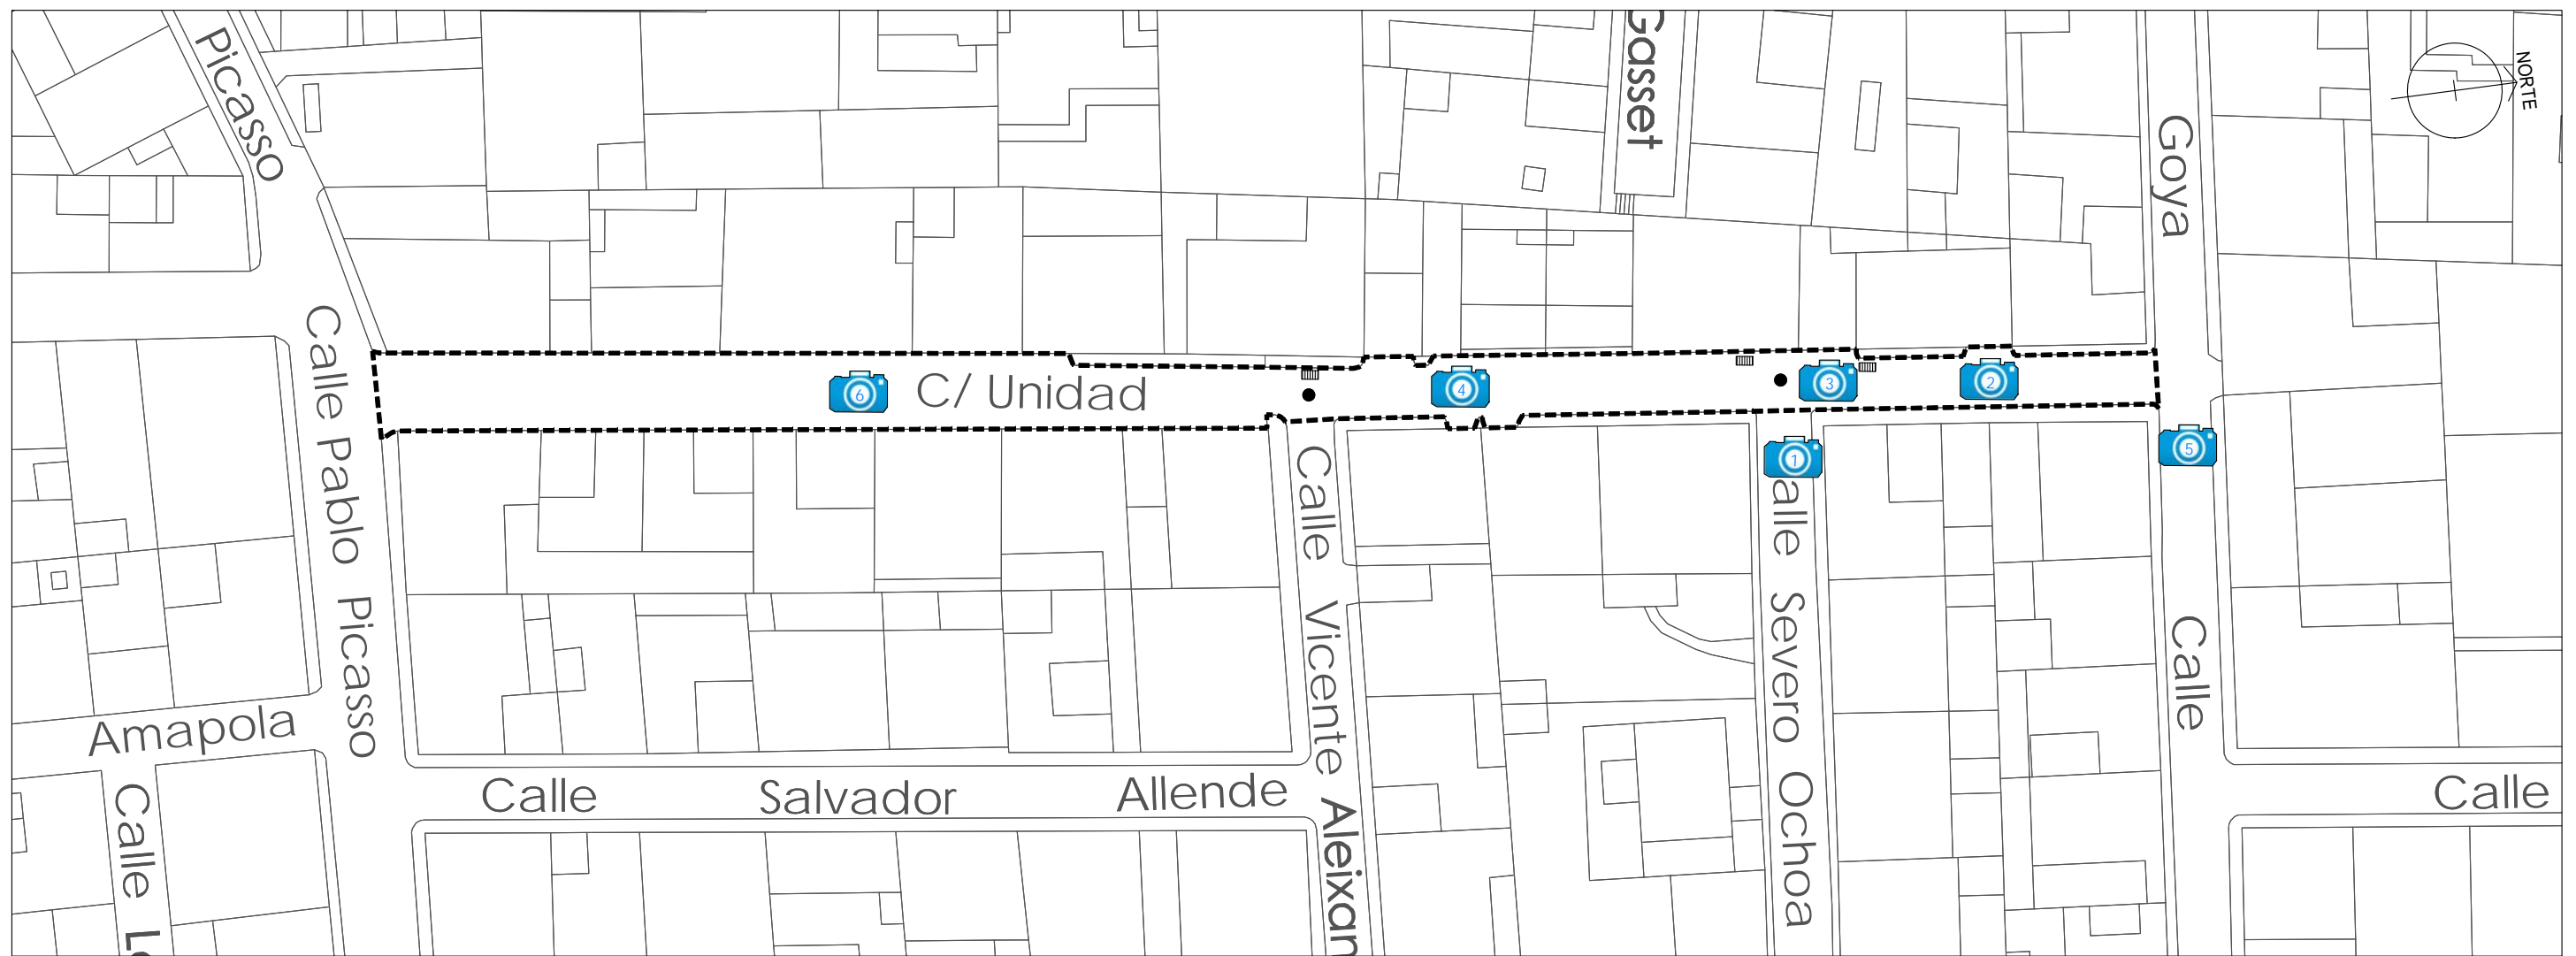 Picasso
Gasset
Goya
NORTE
Calle Pablo Picasso
6
C/ Unidad
4
3
2
5
1
Calle Vicente Aleixan
alle Severo Ochoa
Calle
Amapola
Calle Salvador Allende
Calle
Calle Lo